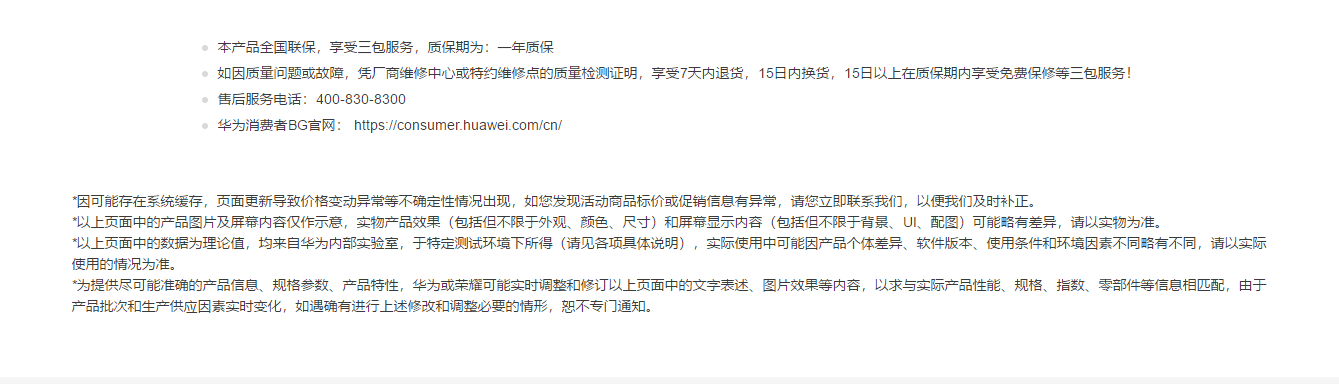 本产品全国联保，享受三包服务，质保期为：一年质保
如因质量问题或故障，凭厂商维修中心或特约维修点的质量检测证明，享受7天内退货，15日内换货，15日以上在质保期内享受免费保修等三包服务！
售后服务电话：400-830-8300
华为消费者BG官网： https://consumer.huawei.com/cn/
*因可能存在系统缓存，页面更新导致价格变动异常等不确定性情况出现，如您发现活动商品标价或促销信息有异常，请您立即联系我们，以便我们及时补正。
*以上页面中的产品图片及屏幕内容仅作示意，实物产品效果（包括但不限于外观、颜色、尺寸）和屏幕显示内容（包括但不限于背景、UI、配图）可能略有差异，请以实物为准。
*以上页面中的数据为理论值，均来自华为内部实验室，于特定测试环境下所得（请见各项具体说明），实际使用中可能因产品个体差异、软件版本、使用条件和环境因素不同略有不同，请以实际
使用的情况为准。
*为提供尽可能准确的产品信息、规格参数、产品特性，华为或荣耀可能实时调整和修订以上页面中的文字表述、图片效果等内容，以求与实际产品性能、规格、指数、零部件等信息相匹配，由于
产品批次和生产供应因素实时变化，如遇确有进行上述修改和调整必要的情形，恕不专门通知。